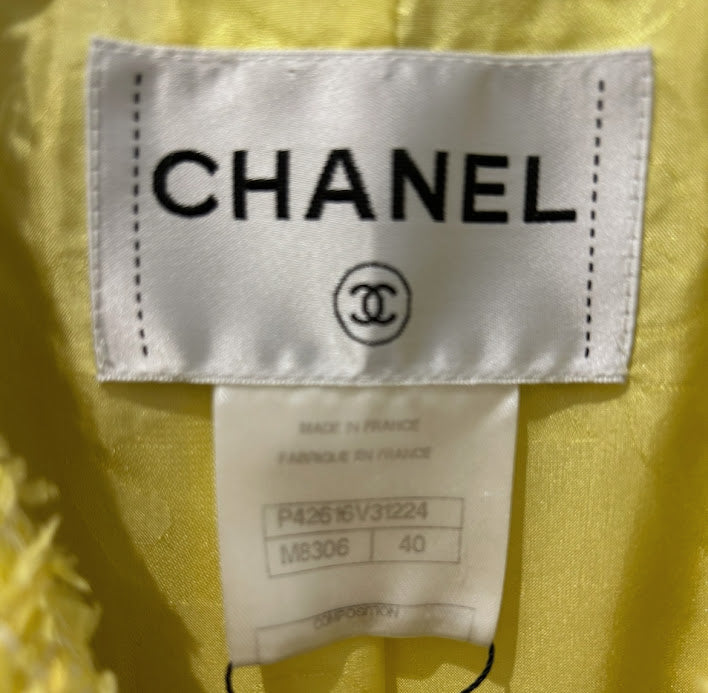 CHANEL
MADE IN FRANCE
FABRIQUE EN FRANCE
P42616V31224
M8306 40
COMPOSITION